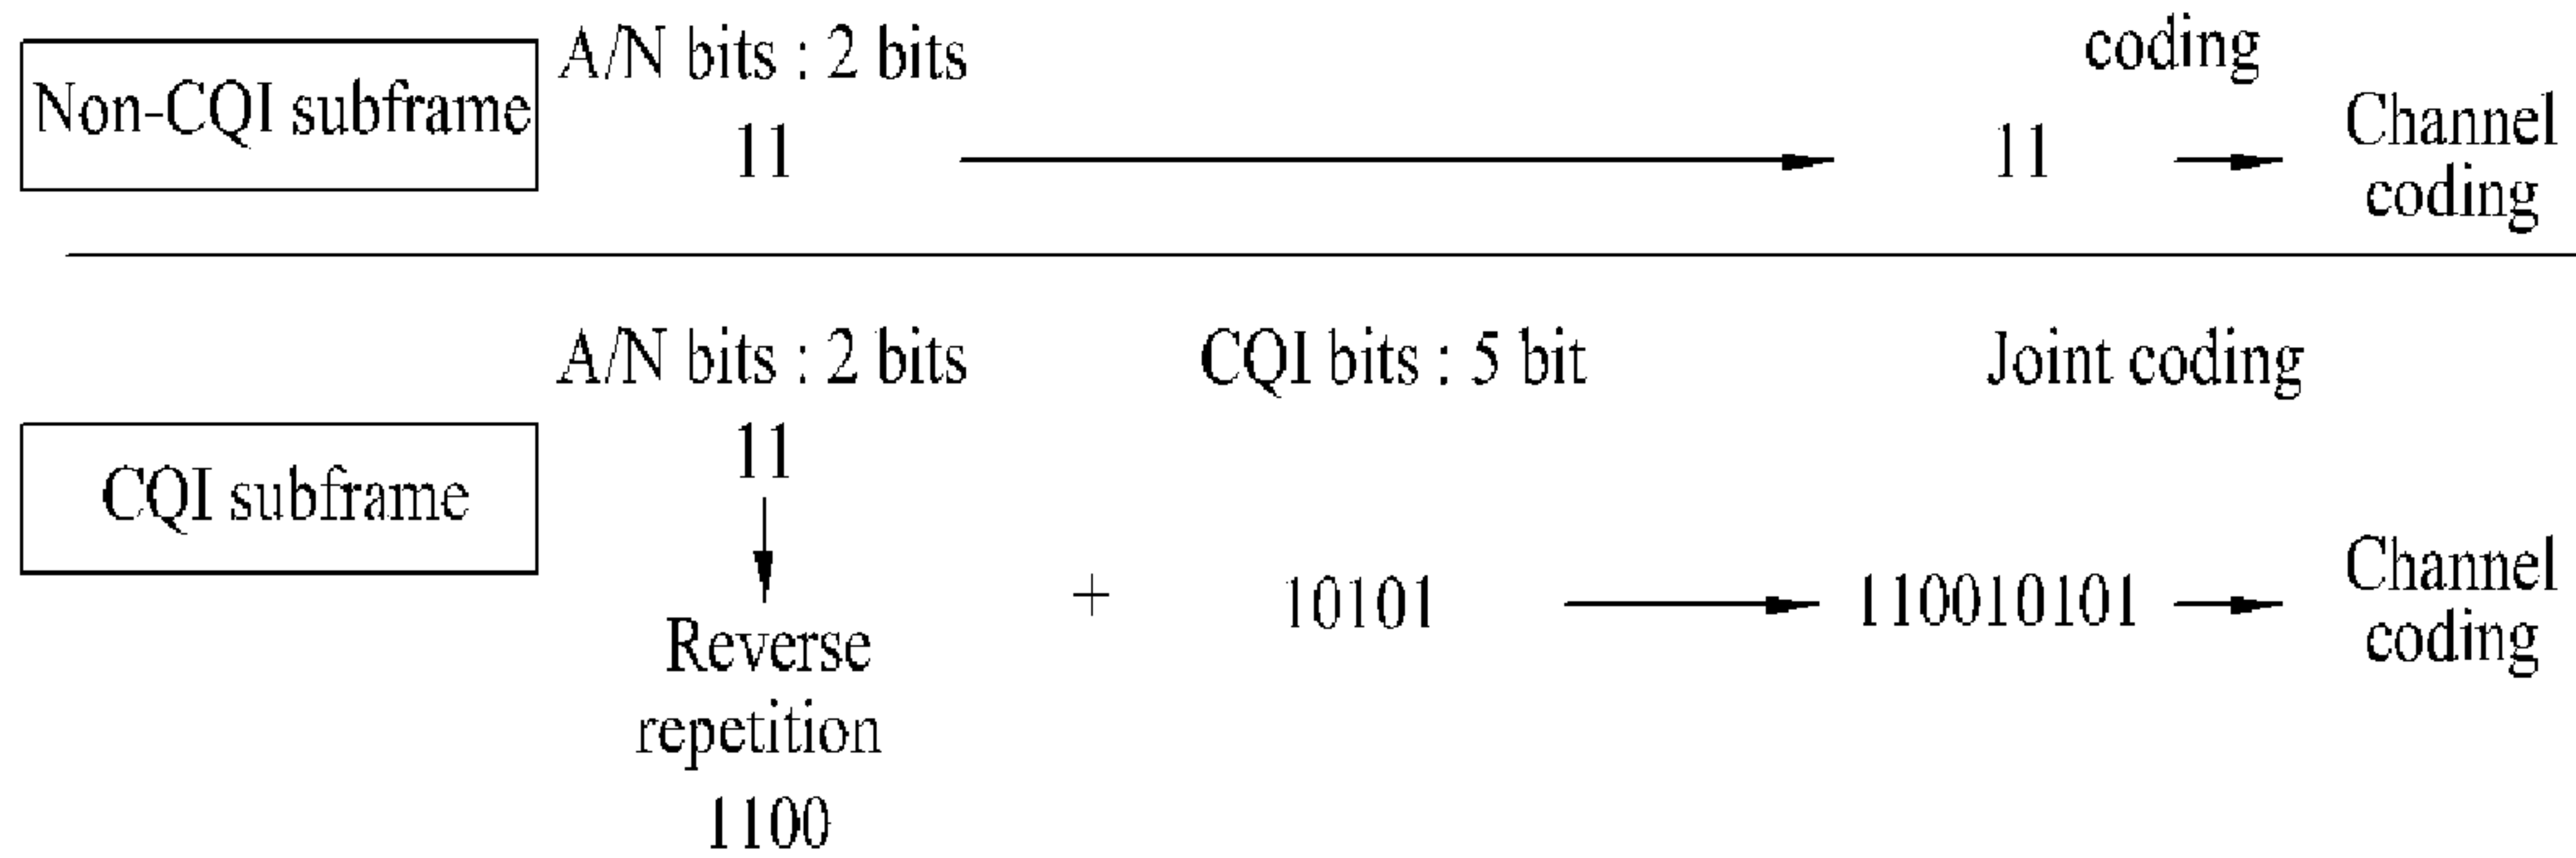 A/N bits : 2 bits
coding
Non-CQI subframe
11
11
Channel
coding
A/N bits : 2 bits
CQI bits : 5 bit
Joint coding
11
CQI subframe
+
10101
110010101
Channel
coding
Reverse
repetition
1100